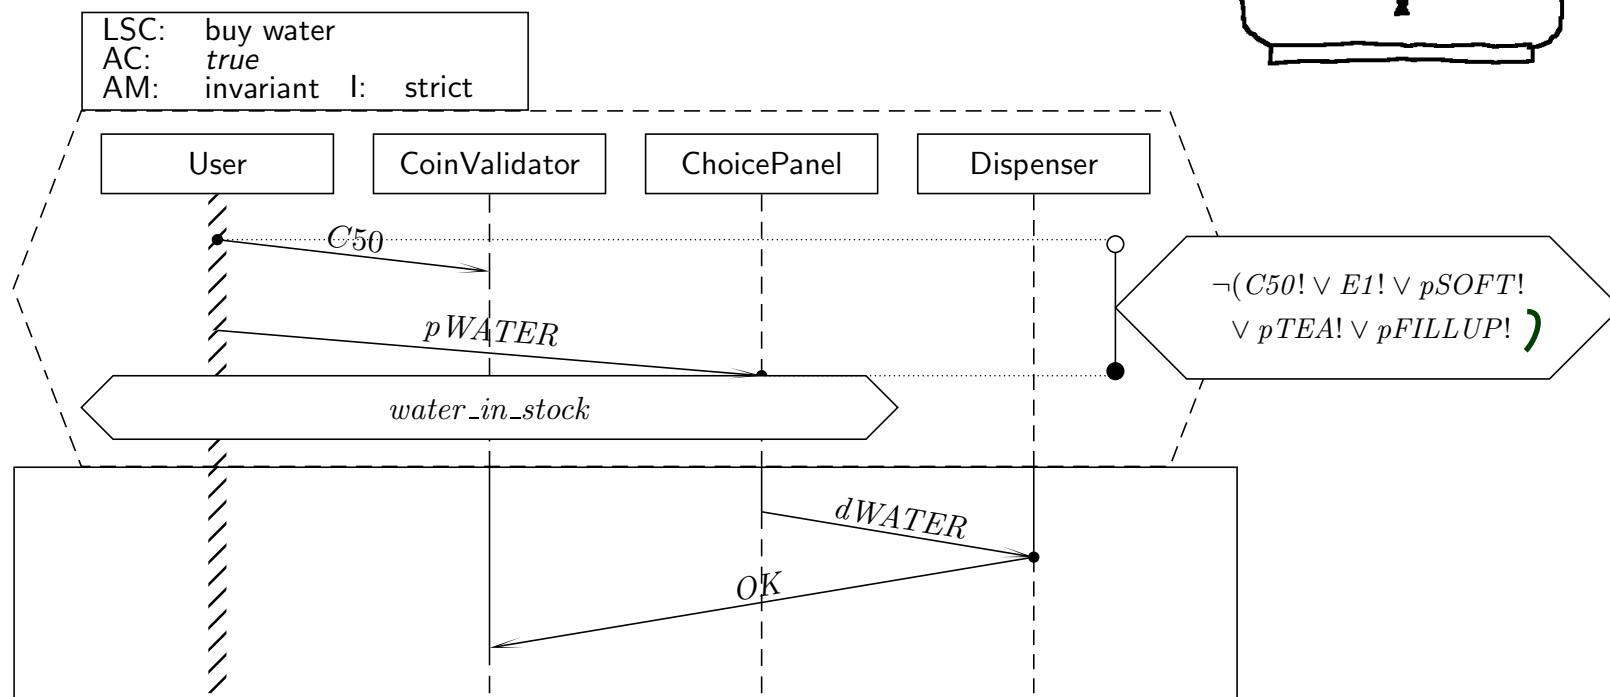 LSC: buy water
AC: true
AM: invariant I: strict
User
CoinValidator
ChoicePanel
Dispenser
C50
¬(C50! ∨ E1! ∨ pSOFT!
∨ pTEA! ∨ pFILLUP! )
pWATER
water_in_stock
dWATER
OK